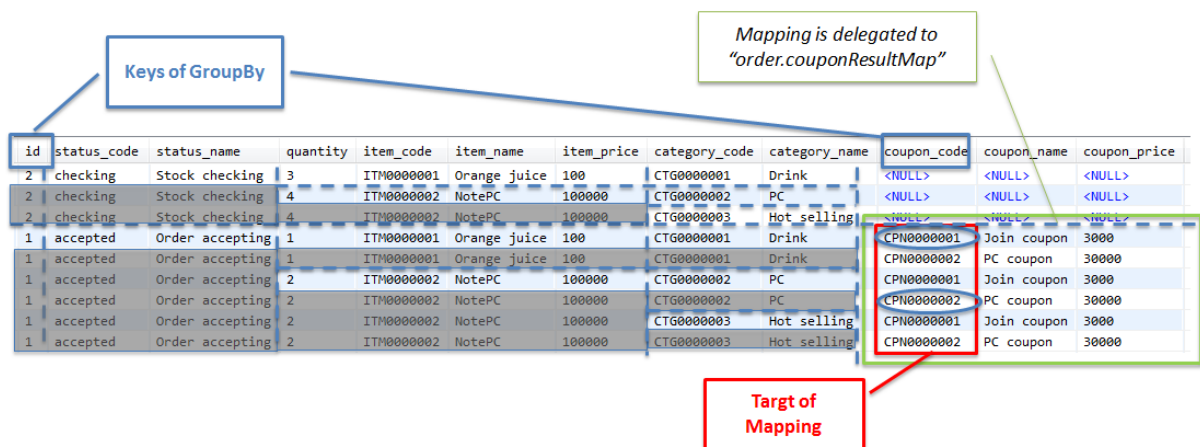 Mapping is delegated to
“order.couponResultMap”
Keys of GroupBy
id status_code status_name quantity item_code item_name item_price category_code category_name coupon_code coupon_name coupon_price
2 checking Stock checking 3 ITM0000001 Orange juice 100 CTG0000001 Drink <NULL> <NULL> <NULL>
2 checking Stock checking 4 ITM0000002 NotePC 100000 CTG0000002 PC <NULL> <NULL> <NULL>
2 checking Stock checking 4 ITM0000002 NotePC 100000 CTG0000003 Hot selling <NULL> <NULL> <NULL>
1 accepted Order accepting 1 ITM0000001 Orange juice 100 CTG0000001 Drink CPN0000001 Join coupon 3000
1 accepted Order accepting 1 ITM0000001 Orange juice 100 CTG0000001 Drink CPN0000002 PC coupon 30000
1 accepted Order accepting 2 ITM0000002 NotePC 100000 CTG0000002 PC CPN0000001 Join coupon 3000
1 accepted Order accepting 2 ITM0000002 NotePC 100000 CTG0000002 PC CPN0000002 PC coupon 30000
1 accepted Order accepting 2 ITM0000002 NotePC 100000 CTG0000003 Hot selling CPN0000001 Join coupon 3000
1 accepted Order accepting 2 ITM0000002 NotePC 100000 CTG0000003 Hot selling CPN0000002 PC coupon 30000
Targt of
Mapping